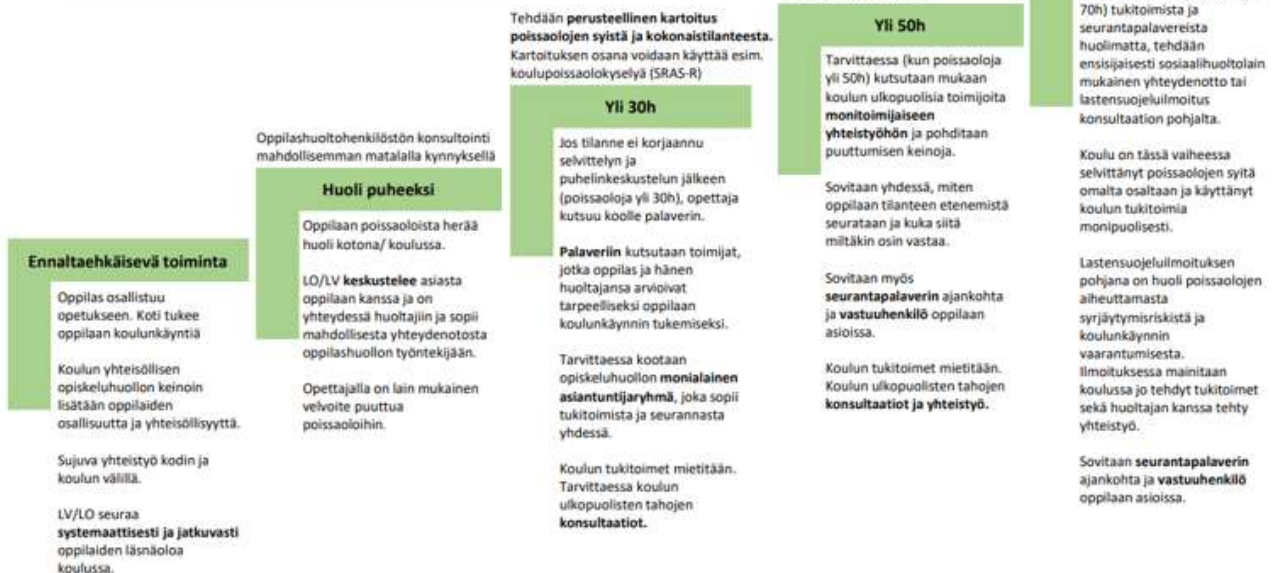 Ennaltaehkäisevä toiminta
Oppilas osallistuu
opetukseen. Koti tukee
oppilaan koulunkäyntiä
Koulun yhteisöllisen
opiskeluhuollon keinoin
lisätään oppilaiden
osallisuutta ja yhteisöllisyyttä.
Sujuva yhteistyö kodin ja
koulun välillä.
LV/LO seuraa
systemaattisesti ja jatkuvasti
oppilaiden läsnäoloa
koulussa.
Oppilashuoltohenkilöstön konsultointi
mahdollisemman matalalla kynnyksellä
Huoli puheeksi
Oppilaan poissaoloista herää
huoli kotona/ koulussa.
LO/LV keskustelee asiasta
oppilaan kanssa ja on
yhteydessä huoltajiin ja sopii
mahdollisesta yhteydenotosta
oppilashuollon työntekijään.
Opettajalla on lain mukainen
velvoite puuttua
poissaoloihin.
Tehdään perusteellinen kartoitus
poissaolojen syistä ja kokonaistilanteesta.
Kartoituksen osana voidaan käyttää esim.
koulupoissaolokyselyä (SRAS-R)
Yli 30h
Jos tilanne ei korjaannu
selvittelyn ja
puhelinkeskustelun jälkeen
(poissaoloja yli 30h), opettaja
kutsuu koolle palaverin.
Palaveriin kutsutaan toimijat,
jotka oppilas ja hänen
huoltajansa arvioivat
tarpeelliseksi oppilaan
koulunkäynnin tukemiseksi.
Tarvittaessa kootaan
opiskeluhuollon monialainen
asiantuntijaryhmä, joka sopii
tukitoimista ja seurannasta
yhdessä.
Koulun tukitoimet mietitään.
Tarvittaessa koulun
ulkopuolisten tahojen
konsultaatiot.
Yli 50h
Tarvittaessa (kun poissaoloja
yli 50h) kutsutaan mukaan
koulun ulkopuolisia toimijoita
monitoimijaiseen
yhteistyöhön ja pohditaan
puuttumisen keinoja.
Sovitaan yhdessä, miten
oppilaan tilanteen etenemistä
seurataan ja kuka siitä
miltäkin osin vastaa.
Sovitaan myös
seurantapalaverin ajankohta
ja vastuuhenkilö oppilaan
asioissa.
Koulun tukitoimet mietitään.
Koulun ulkopuolisten tahojen
konsultaatiot ja yhteistyö.
70h) tukitoimista ja
seurantapalavereista
huolimatta, tehdään
ensisijaisesti sosiaalihuoltolain
mukainen yhteydenotto tai
lastensuojeluilmoitus
konsultaation pohjalta.
Koulu on tässä vaiheessa
selvittänyt poissaolojen syitä
omalta osaltaan ja käyttänyt
koulun tukitoimia
monipuolisesti.
Lastensuojeluilmoituksen
pohjana on huoli poissaolojen
aiheuttamasta
syrjäytymisriskistä ja
koulunkäynnin
vaarantumisesta.
Ilmoituksessa mainitaan
koulussa jo tehdyt tukitoimet
sekä huoltajan kanssa tehty
yhteistyö.
Sovitaan seurantapalaverin
ajankohta ja vastuuhenkilö
oppilaan asioissa.